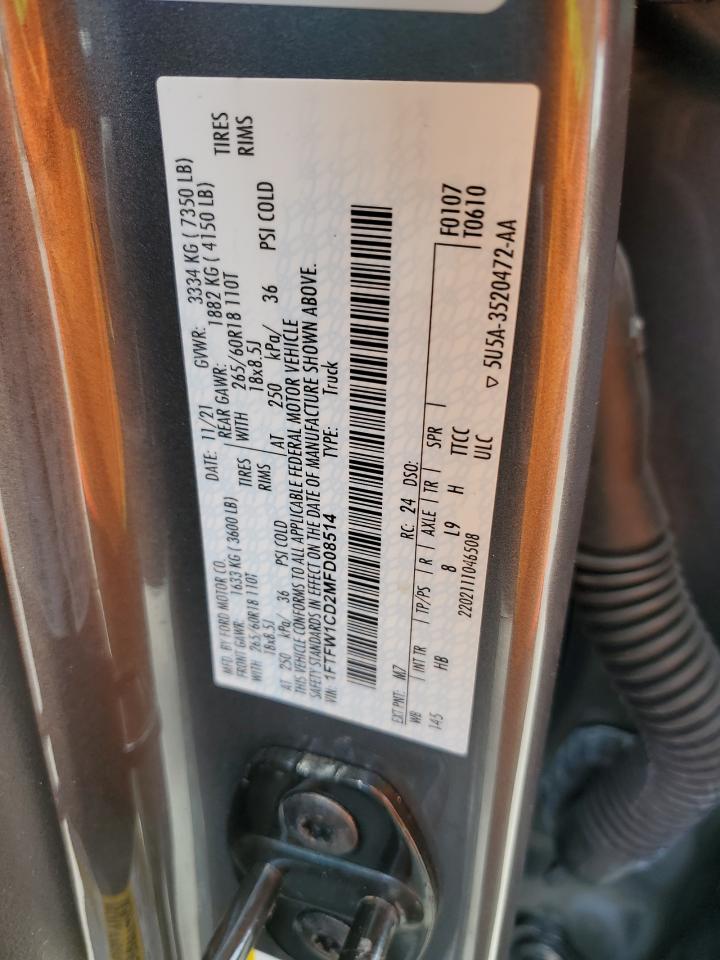 MFD. BY FORD MOTOR CO. DATE: 11/21 GVWR: 3334 KG ( 7350 LB)
FRONT GAWR: 1633 KG ( 3600 LB) REAR GAWR: 1882 KG ( 4150 LB)
WITH 265/60R18 110T TIRES WITH 265/60R18 110T TIRES
18x8.5J RIMS 18x8.5J RIMS
AT 250 kPa/ 36 PSI COLD AT 250 kPa/ 36 PSI COLD
THIS VEHICLE CONFORMS TO ALL APPLICABLE FEDERAL MOTOR VEHICLE
SAFETY STANDARDS IN EFFECT ON THE DATE OF MANUFACTURE SHOWN ABOVE.
VIN: 1FTFW1CD2MFD08514 TYPE: Truck
EXT PNT: M7 RC: 24 DSO: F0107
WB INT TR TP/PS R AXLE TR SPR T0610
145 HB 8 L9 H TTCC
2202111046508 ULC ▽ 5U5A-3520472-AA